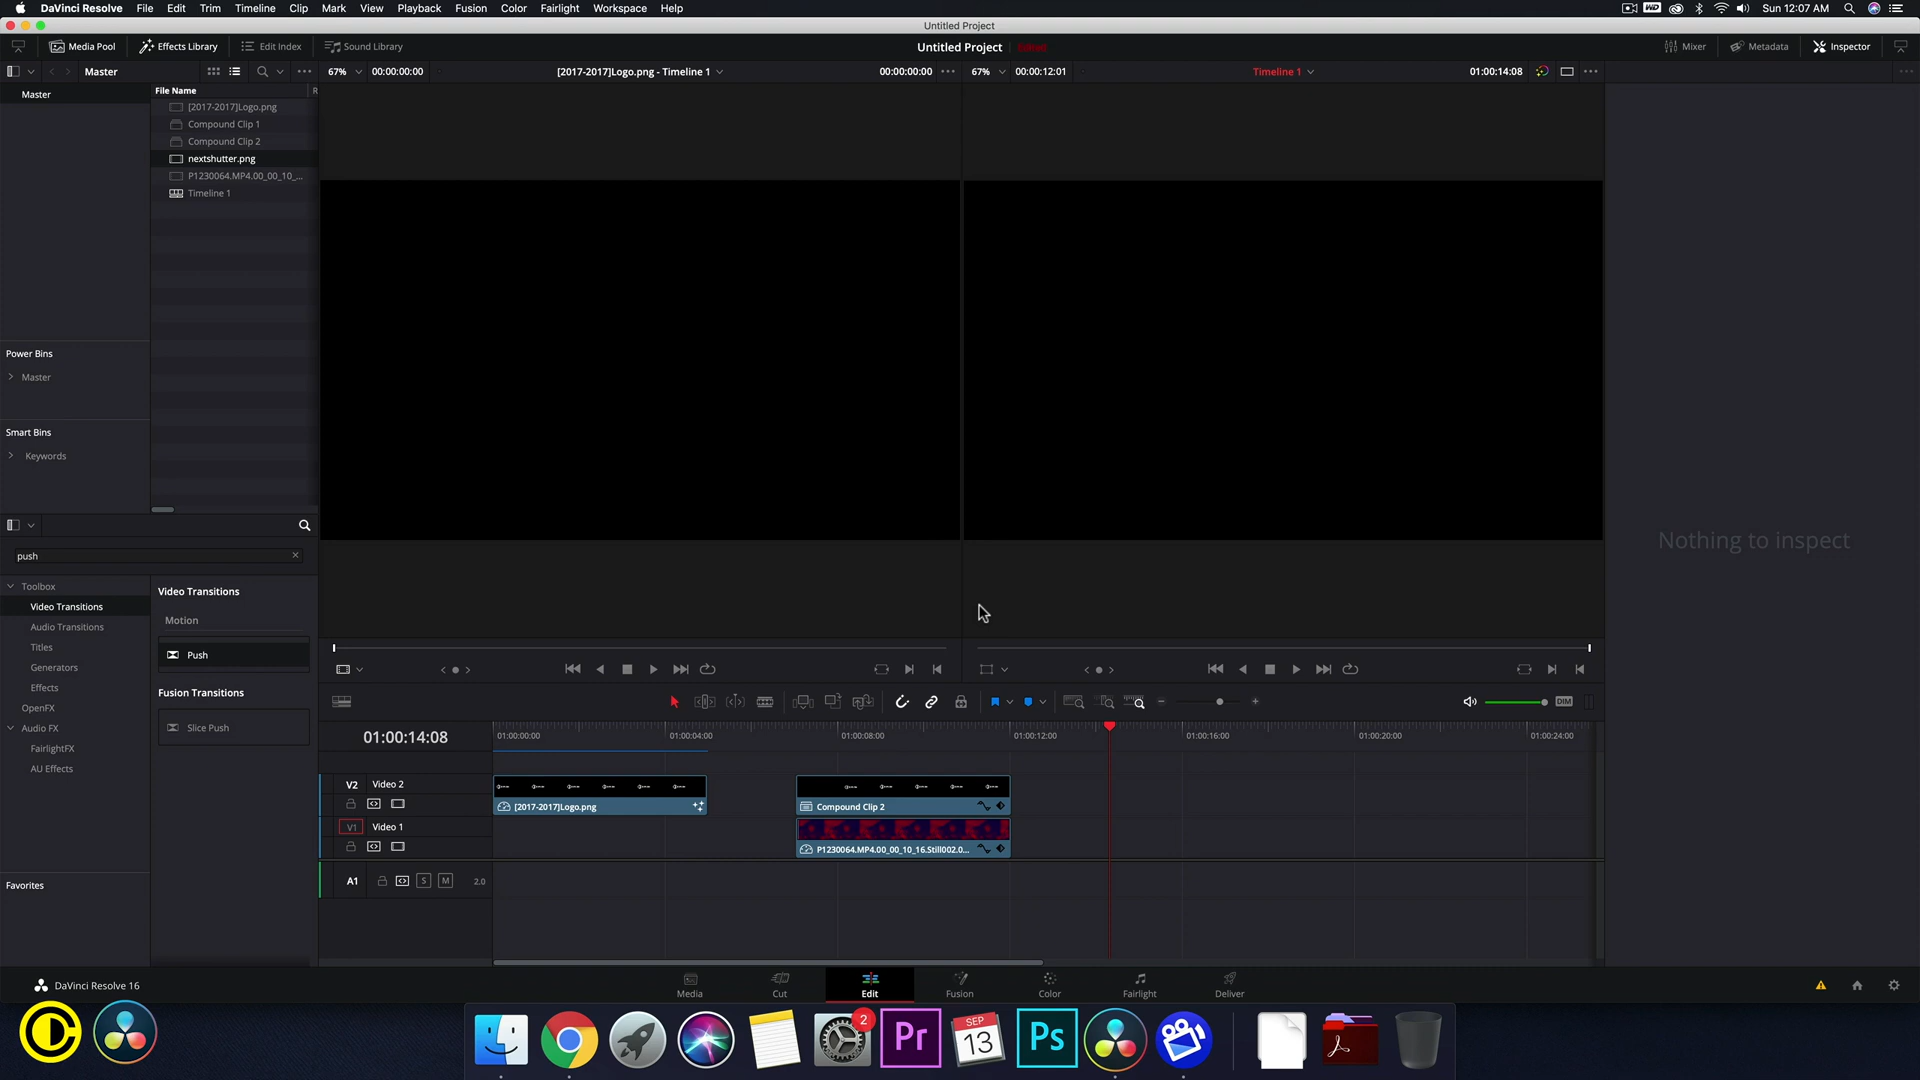 DaVinci Resolve File Edit Trim Timeline Clip Mark View Playback Fusion Color Fairlight Workspace Help
WD Sun 12:07 AM
Untitled Project
Media Pool Effects Library Edit Index Sound Library
Untitled Project
Mixer Metadata Inspector
Master
67% 00:00:00:00 [2017-2017]Logo.png - Timeline 1 00:00:00:00
67% 00:00:12:01 Timeline 1 01:00:14:08
Master
File Name
[2017-2017]Logo.png
Compound Clip 1
Compound Clip 2
nextshutter.png
P1230064.MP4.00_00_10_...
Timeline 1
Power Bins
Master
Smart Bins
Keywords
Nothing to inspect
push
Toolbox
Video Transitions
Audio Transitions
Titles
Generators
Effects
OpenFX
Audio FX
FairlightFX
AU Effects
Favorites
Video Transitions
Motion
Push
Fusion Transitions
Slice Push
DIM
01:00:14:08
01:00:00:00 01:00:04:00 01:00:08:00 01:00:12:00 01:00:16:00 01:00:20:00 01:00:24:00
V2 Video 2
[2017-2017]Logo.png
Compound Clip 2
V1 Video 1
P1230064.MP4.00_00_10_16.Still002.0...
A1 S M 2.0
DaVinci Resolve 16
Media Cut Edit Fusion Color Fairlight Deliver
2
Pr
SEP
13
Ps